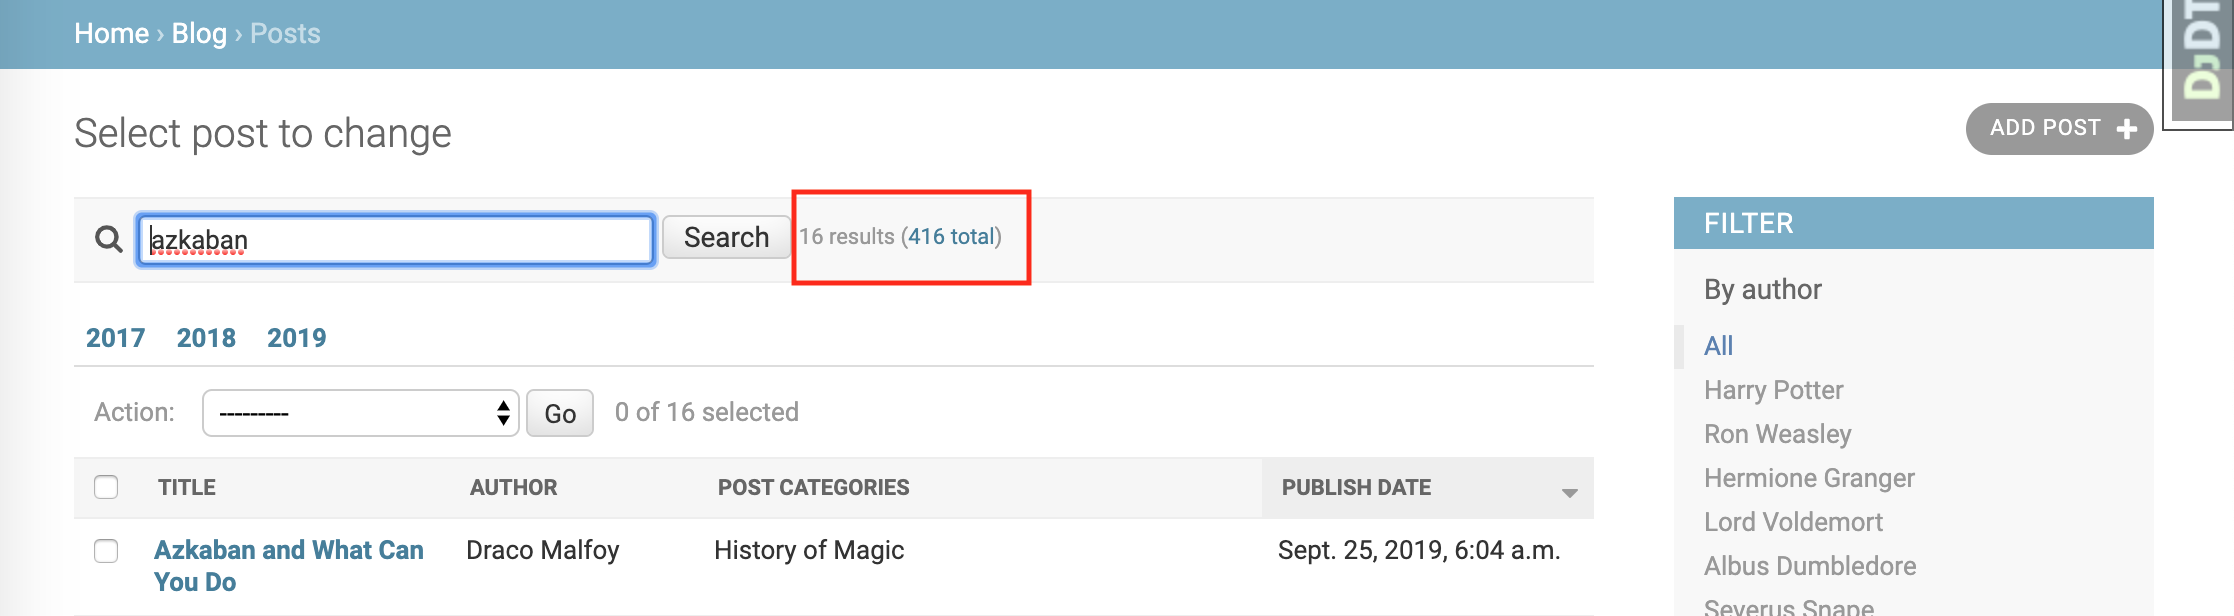 Home › Blog › Posts
DjDT
Select post to change
ADD POST +
azkaban
Search
16 results (416 total)
2017 2018 2019
Action:
---------
Go
0 of 16 selected
TITLE AUTHOR POST CATEGORIES PUBLISH DATE
Azkaban and What Can Draco Malfoy History of Magic Sept. 25, 2019, 6:04 a.m.
You Do
FILTER
By author
All
Harry Potter
Ron Weasley
Hermione Granger
Lord Voldemort
Albus Dumbledore
Severus Snape